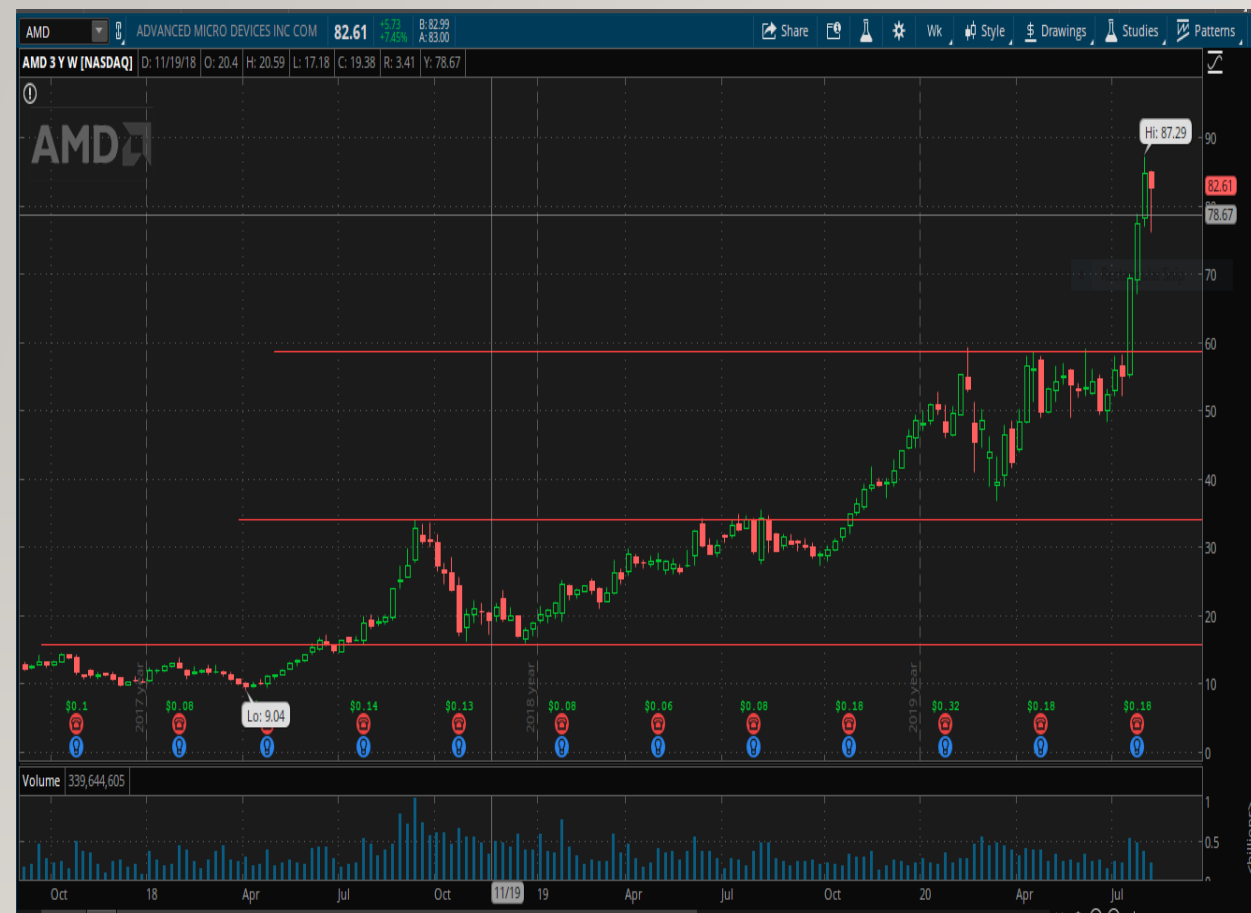 AMD ADVANCED MICRO DEVICES INC COM 82.61 +5.73 +7.45% B: 82.99 A: 83.00 Share Wk Style $ Drawings Studies Patterns
AMD 3 Y W [NASDAQ] D: 11/19/18 O: 20.4 H: 20.59 L: 17.18 C: 19.38 R: 3.41 Y: 78.67
AMD
Hi: 87.29
90
82.61
78.67
70
60
50
40
30
20
10
2017 year 2018 year 2019 year
$0.1 $0.08 $0.14 $0.13 $0.08 $0.06 $0.08 $0.18 $0.32 $0.18 $0.18
Lo: 9.04
0
Volume 339,644,605
1
0.5
<billions>
Oct 18 Apr Jul Oct 11/19 19 Apr Jul Oct 20 Apr Jul